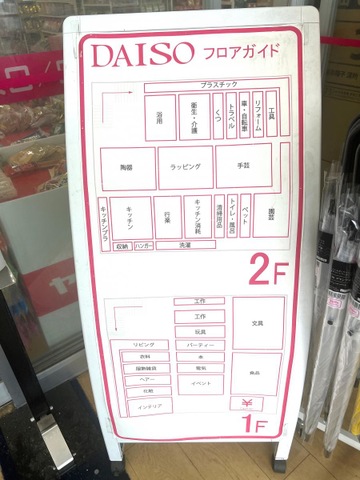 DAISO フロアガイド
プラスチック
浴用
衛生・介護
くつ
トラベル
車・自転車
リフォーム
工具
陶器
ラッピング
手芸
キッチンプラ
キッチン
行楽
キッチン消耗
清掃用品
トイレ・風呂
ペット
園芸
収納
ハンガー
洗濯
2F
工作
工作
文具
玩具
リビング
パーティー
衣料
本
服飾雑貨
電気
食品
ヘアー
イベント
化粧
インテリア
¥
1F